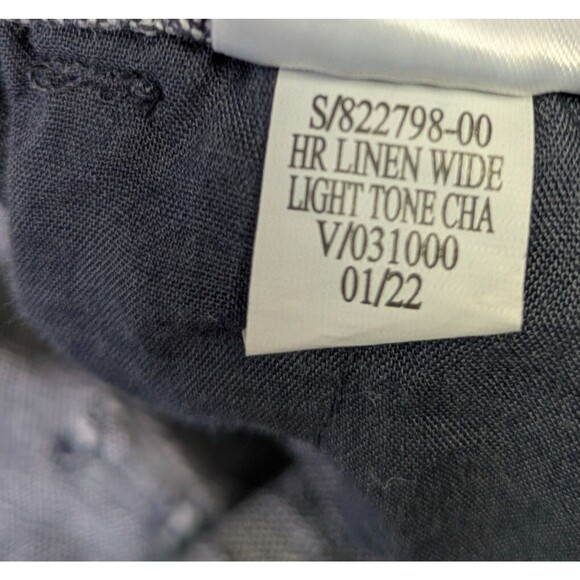 S/822798-00
HR LINEN WIDE
LIGHT TONE CHA
V/031000
01/22